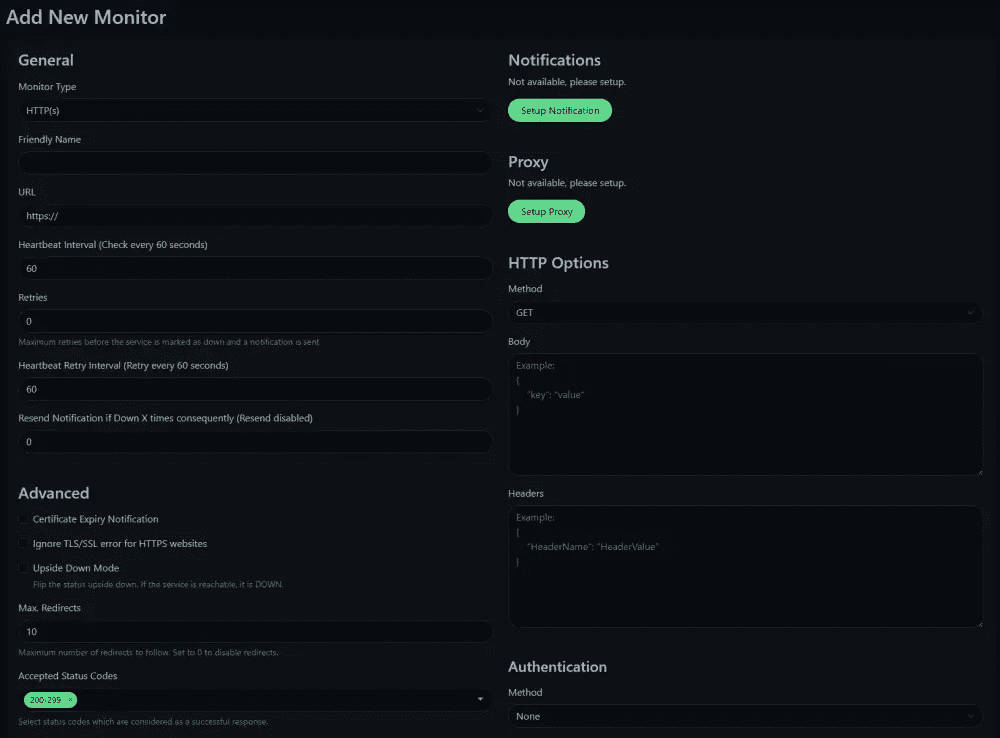 Add New Monitor
General
Monitor Type
HTTP(s)
Friendly Name
URL
https://
Heartbeat Interval (Check every 60 seconds)
60
Retries
0
Maximum retries before the service is marked as down and a notification is sent
Heartbeat Retry Interval (Retry every 60 seconds)
60
Resend Notification if Down X times consequently (Resend disabled)
0
Advanced
Certificate Expiry Notification
Ignore TLS/SSL error for HTTPS websites
Upside Down Mode
Flip the status upside down. If the service is reachable, it is DOWN.
Max. Redirects
10
Maximum number of redirects to follow. Set to 0 to disable redirects.
Accepted Status Codes
200-299 ×
Select status codes which are considered as a successful response.
Notifications
Not available, please setup.
Setup Notification
Proxy
Not available, please setup.
Setup Proxy
HTTP Options
Method
GET
Body
Example:
{
"key": "value"
}
Headers
Example:
{
"HeaderName": "HeaderValue"
}
Authentication
Method
None